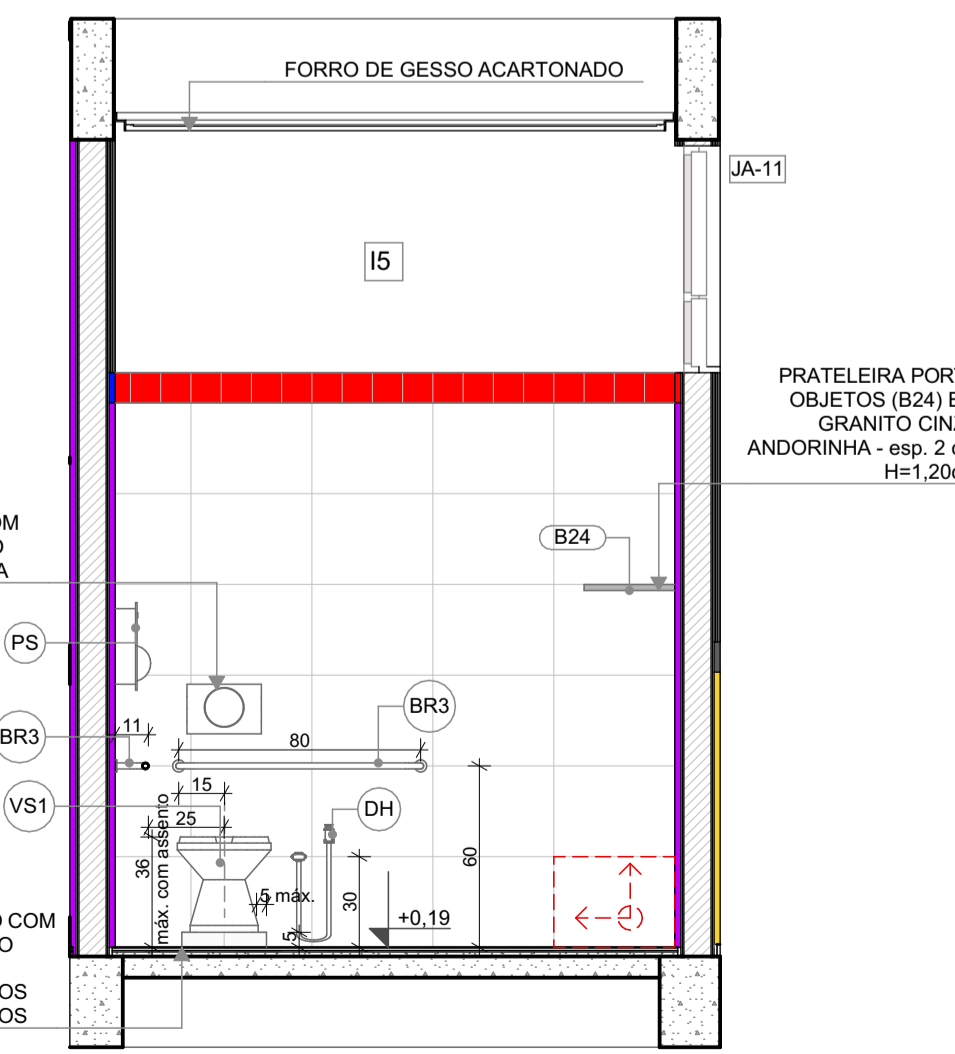 FORRO DE GESSO ACARTONADO
JA-11
I5
PRATELEIRA PORT
OBJETOS (B24) E
GRANITO CINZ
ANDORINHA - esp. 2 c
H=1,20c
OM
O
A
B24
PS
11
BR3
80
BR3
15
VS1
25
DH
36
máx. com assento
5 máx.
30
5
60
+0,19
O COM
O
OS
OS